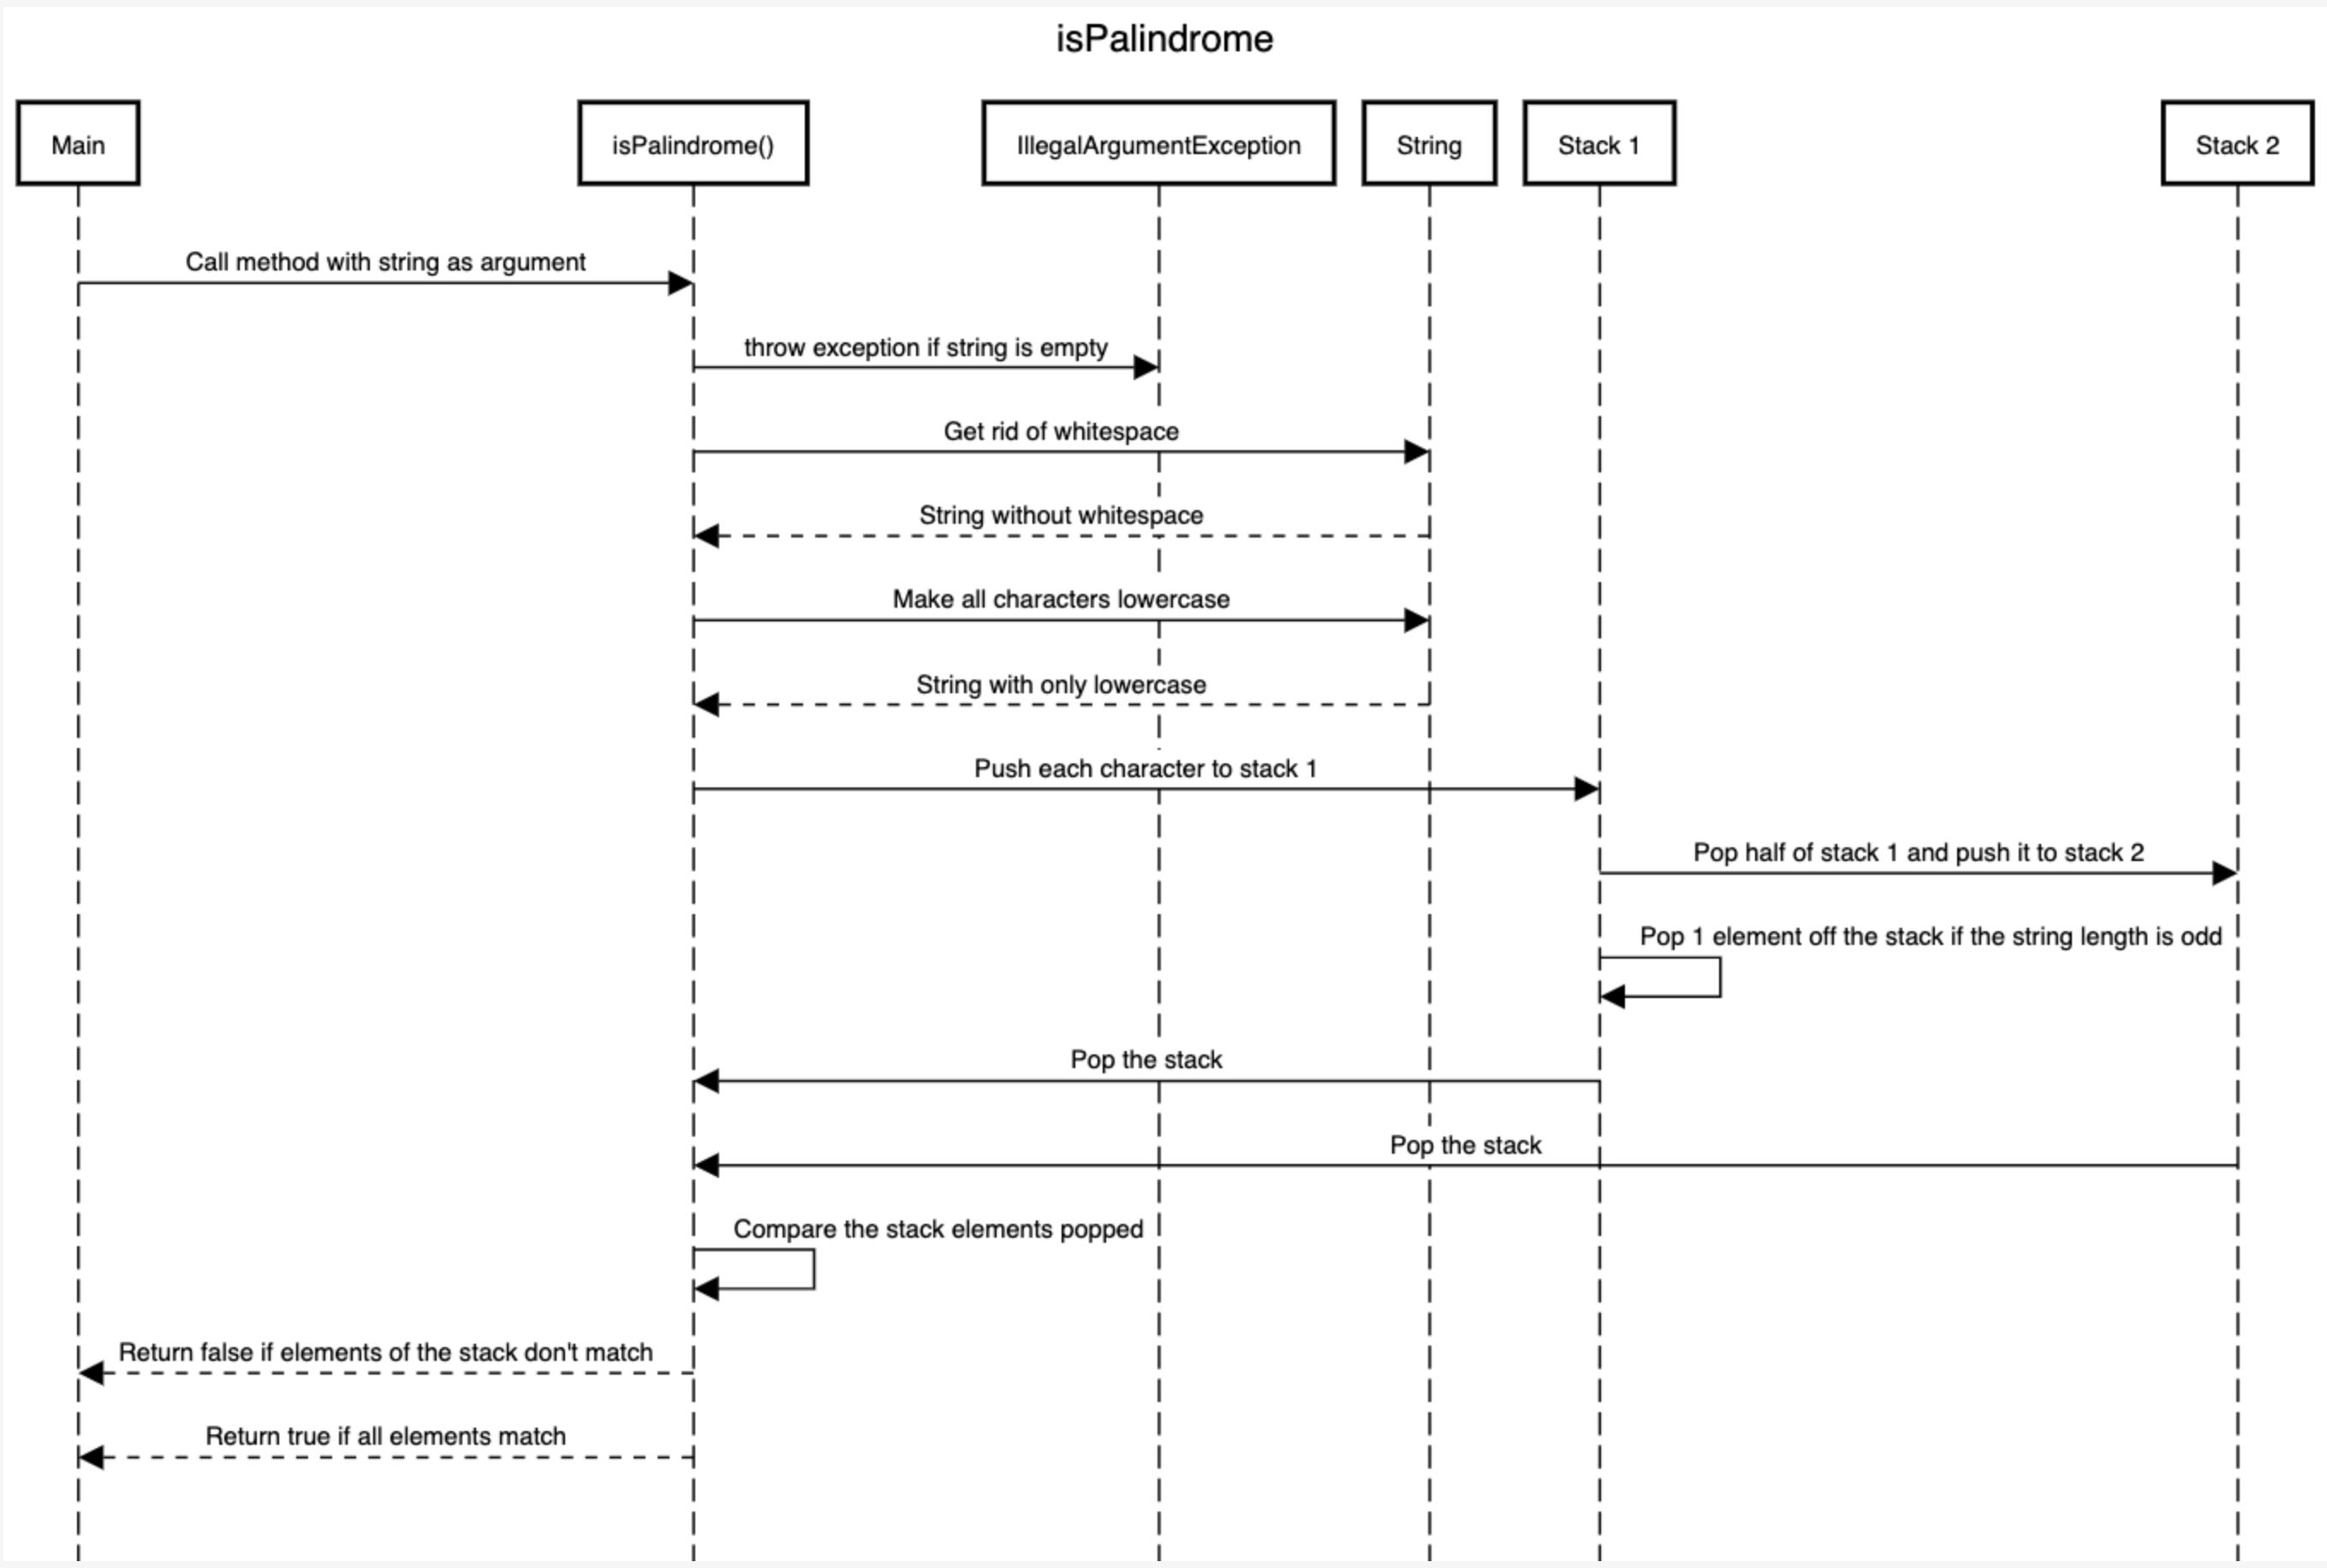 isPalindrome
Main
isPalindrome()
IllegalArgumentException
String
Stack 1
Stack 2
Call method with string as argument
throw exception if string is empty
Get rid of whitespace
String without whitespace
Make all characters lowercase
String with only lowercase
Push each character to stack 1
Pop half of stack 1 and push it to stack 2
Pop 1 element off the stack if the string length is odd
Pop the stack
Pop the stack
Compare the stack elements popped
Return false if elements of the stack don't match
Return true if all elements match